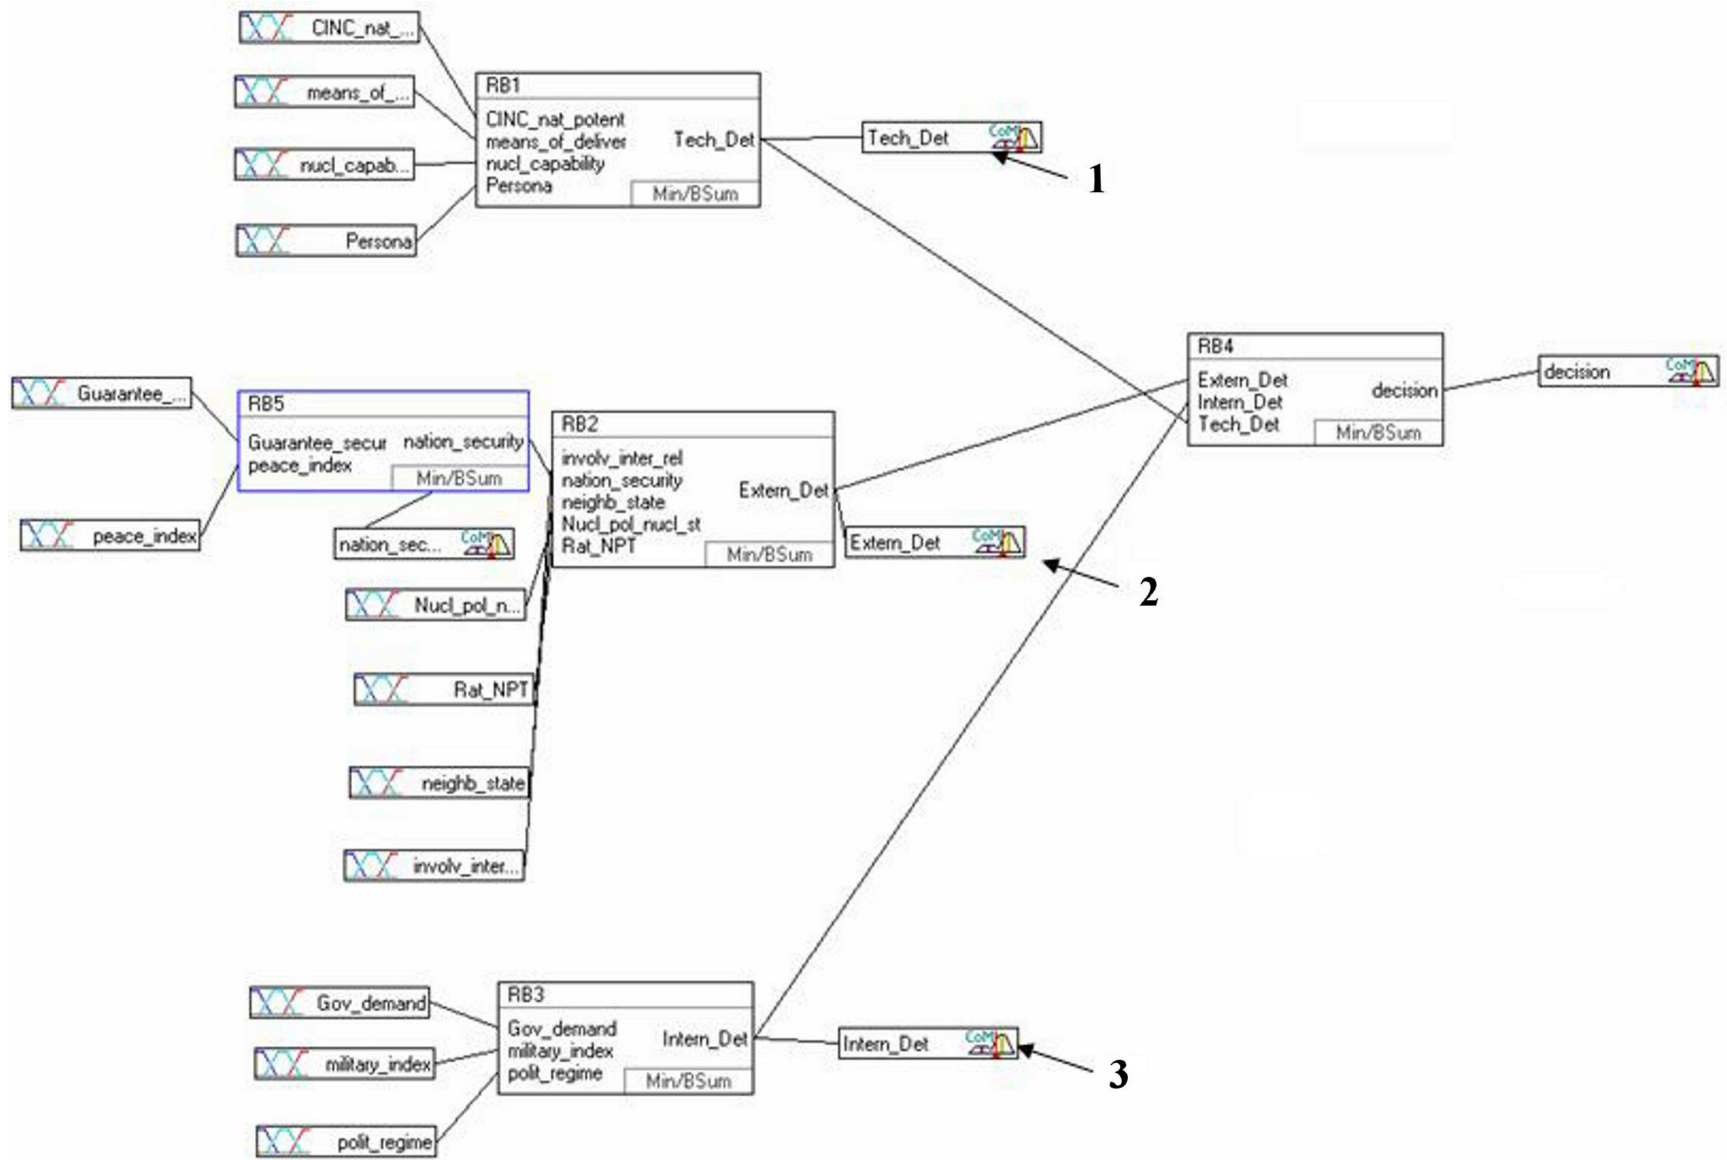 CINC_nat_...
means_of_...
nucl_capab...
Persona
RB1
CINC_nat_potent
means_of_deliver
nucl_capability
Persona
Tech_Det
Min/BSum
Tech_Det
CoM
1
Guarantee_...
peace_index
RB5
Guarantee_secur
peace_index
nation_security
Min/BSum
nation_sec...
CoM
RB2
involv_inter_rel
nation_security
neighb_state
Nucl_pol_nucl_st
Rat_NPT
Extern_Det
Min/BSum
Extern_Det
CoM
2
Nucl_pol_n...
Rat_NPT
neighb_state
involv_inter...
RB4
Extern_Det
Intern_Det
Tech_Det
decision
Min/BSum
decision
CoM
Gov_demand
military_index
polit_regime
RB3
Gov_demand
military_index
polit_regime
Intern_Det
Min/BSum
Intern_Det
CoM
3